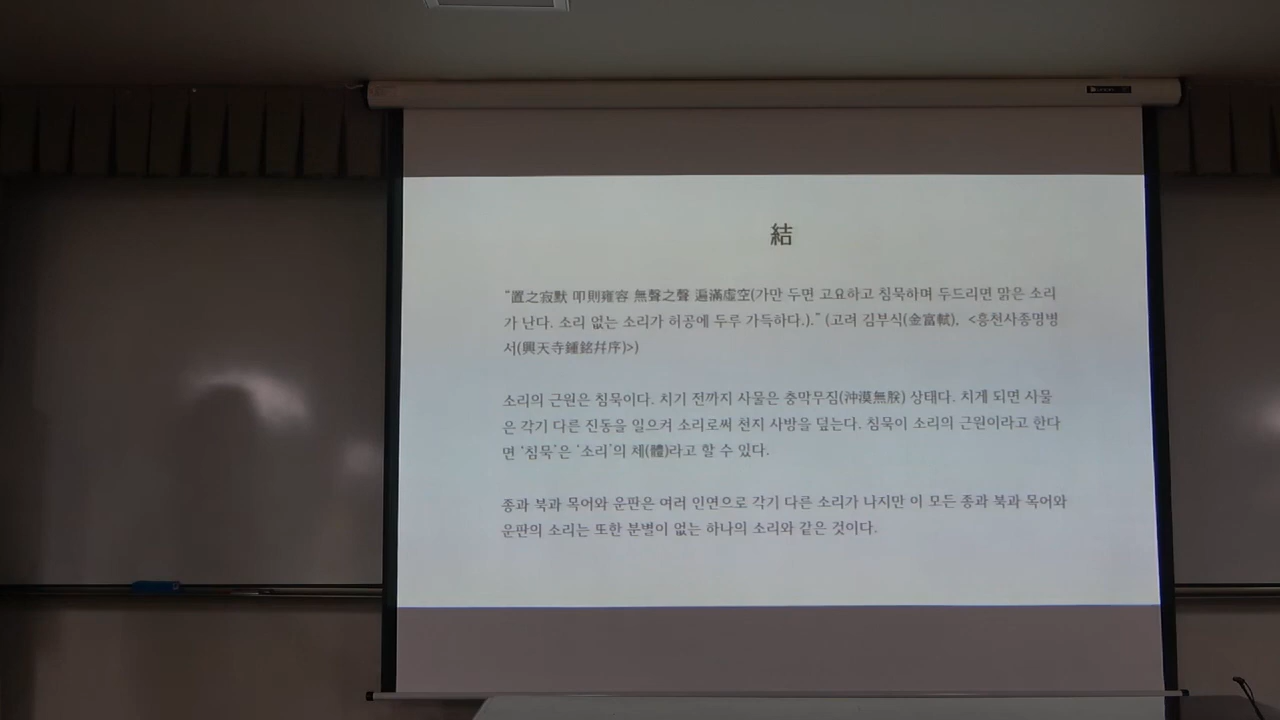 結
“置之寂默 叩則雍容 無聲之聲 遍滿虛空(가만 두면 고요하고 침묵하며 두드리면 맑은 소리
가 난다. 소리 없는 소리가 허공에 두루 가득하다.).” (고려 김부식(金富軾), <흥천사종명병
서(興天寺鍾銘幷序)>)
소리의 근원은 침묵이다. 치기 전까지 사물은 충막무짐(沖漠無朕) 상태다. 치게 되면 사물
은 각기 다른 진동을 일으켜 소리로써 천지 사방을 덮는다. 침묵이 소리의 근원이라고 한다
면 ‘침묵’은 ‘소리’의 체(體)라고 할 수 있다.
종과 북과 목어와 운판은 여러 인연으로 각기 다른 소리가 나지만 이 모든 종과 북과 목어와
운판의 소리는 또한 분별이 없는 하나의 소리와 같은 것이다.